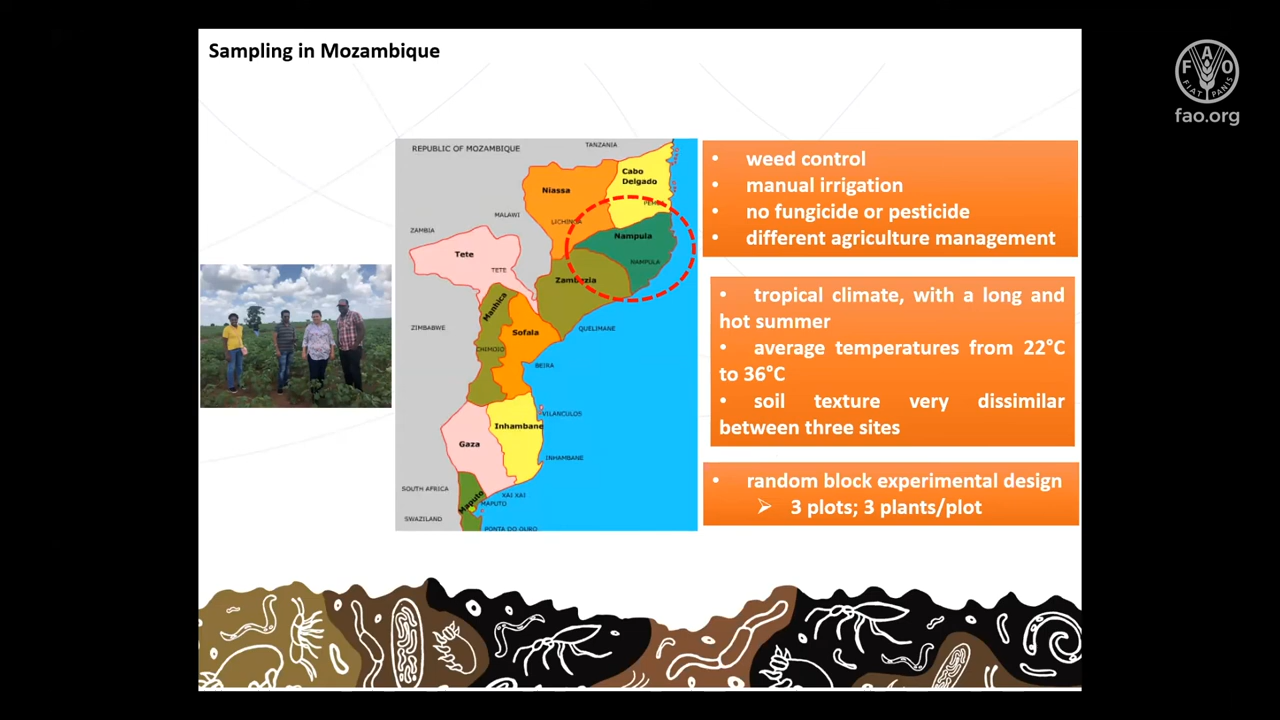 Sampling in Mozambique
FAO
FIAT PANIS
fao.org
REPUBLIC OF MOZAMBIQUE
TANZANIA
Cabo
Delgado
Niassa
PEMBA
MALAWI
LICHINGA
ZAMBIA
Nampula
Tete
NAMPULA
TETE
Zambezia
Manhica
ZIMBABWE
Sofala
QUELIMANE
CHIMOIO
BEIRA
VILANCULOS
Inhambane
Gaza
INHAMBANE
SOUTH AFRICA
XAI XAI
Maputo
MAPUTO
SWAZILAND
PONTA DO OURO
• weed control
• manual irrigation
• no fungicide or pesticide
• different agriculture management
• tropical climate, with a long and
hot summer
• average temperatures from 22°C
to 36°C
• soil texture very dissimilar
between three sites
• random block experimental design
➢ 3 plots; 3 plants/plot